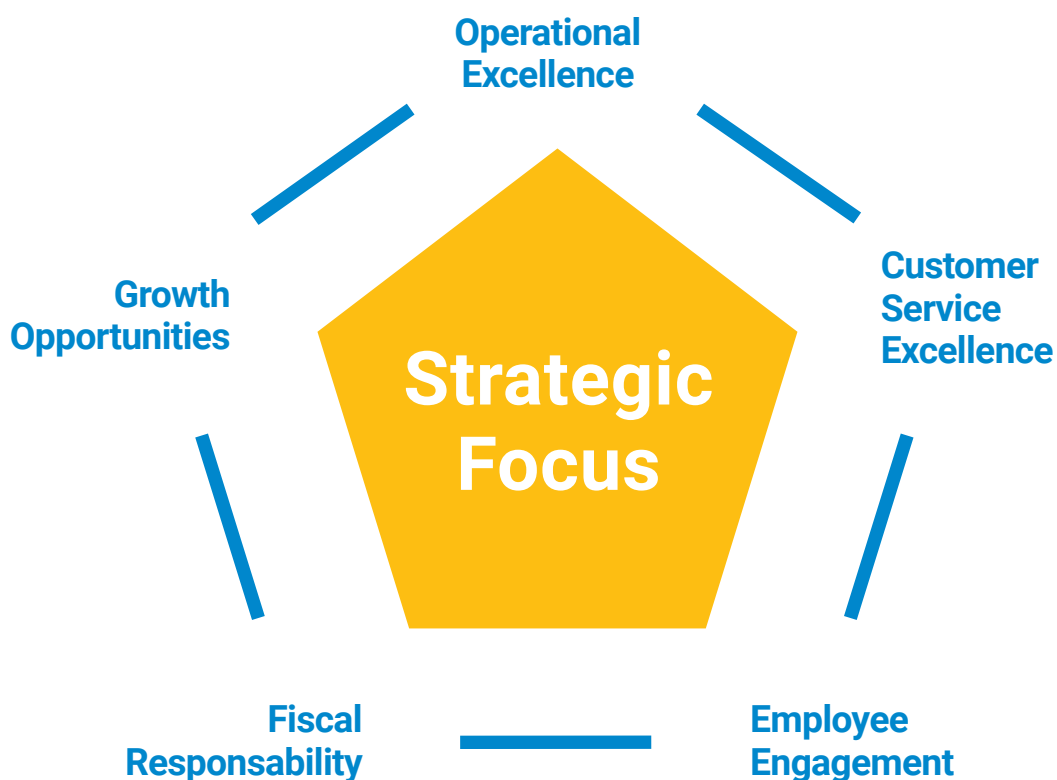 Operational
Excellence
Customer
Service
Excellence
Growth
Opportunities
Strategic
Focus
Fiscal
Responsability
Employee
Engagement